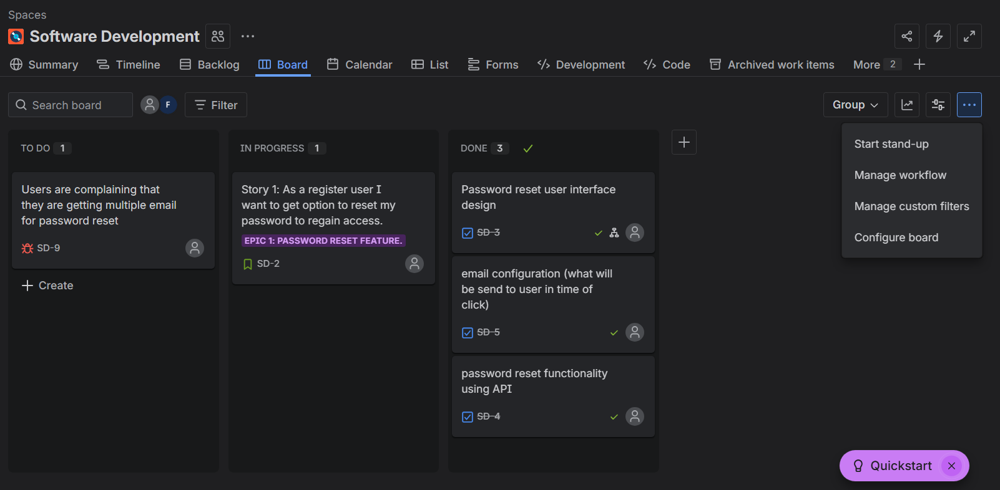 Spaces
Software Development
Summary
Timeline
Backlog
Board
Calendar
List
Forms
Development
Code
Archived work items
More 2
Search board
F
Filter
Group
Start stand-up
Manage workflow
Manage custom filters
Configure board
TO DO 1
Users are complaining that
they are getting multiple email
for password reset
SD-9
Create
IN PROGRESS 1
Story 1: As a register user I
want to get option to reset my
password to regain access.
EPIC 1: PASSWORD RESET FEATURE.
SD-2
DONE 3
Password reset user interface
design
SD-3
email configuration (what will
be send to user in time of
click)
SD-5
password reset functionality
using API
SD-4
Quickstart